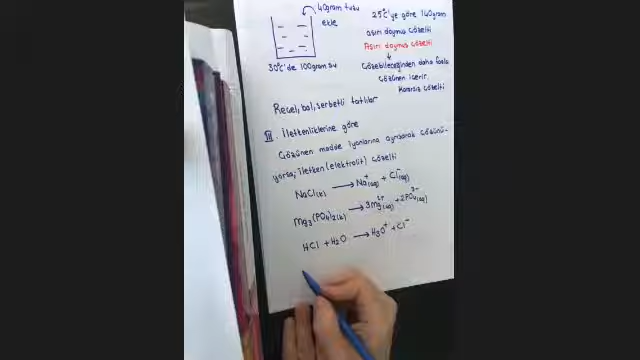 40gram tuzu
ekle
30°C'de 100gram su
25°C'ye göre 140gram
aşırı doymuş çözelti
Aşırı doymuş çözelti
↓
Çözebileceğinden daha fazla
çözünen içerir.
Kararsız çözelti
Reçel, bal, şerbetli tatlılar
III. İletkenliklerine göre
Çözünen madde iyonlarına ayrışarak çözünü-
yorsa, iletken (elektrolit) çözelti
NaCl(k) → Na⁺(aq) + Cl⁻(aq)
Mg₃(PO₄)₂(k) → 3Mg²⁺(aq) + 2PO₄³⁻(aq)
HCl + H₂O → H₃O⁺ + Cl⁻